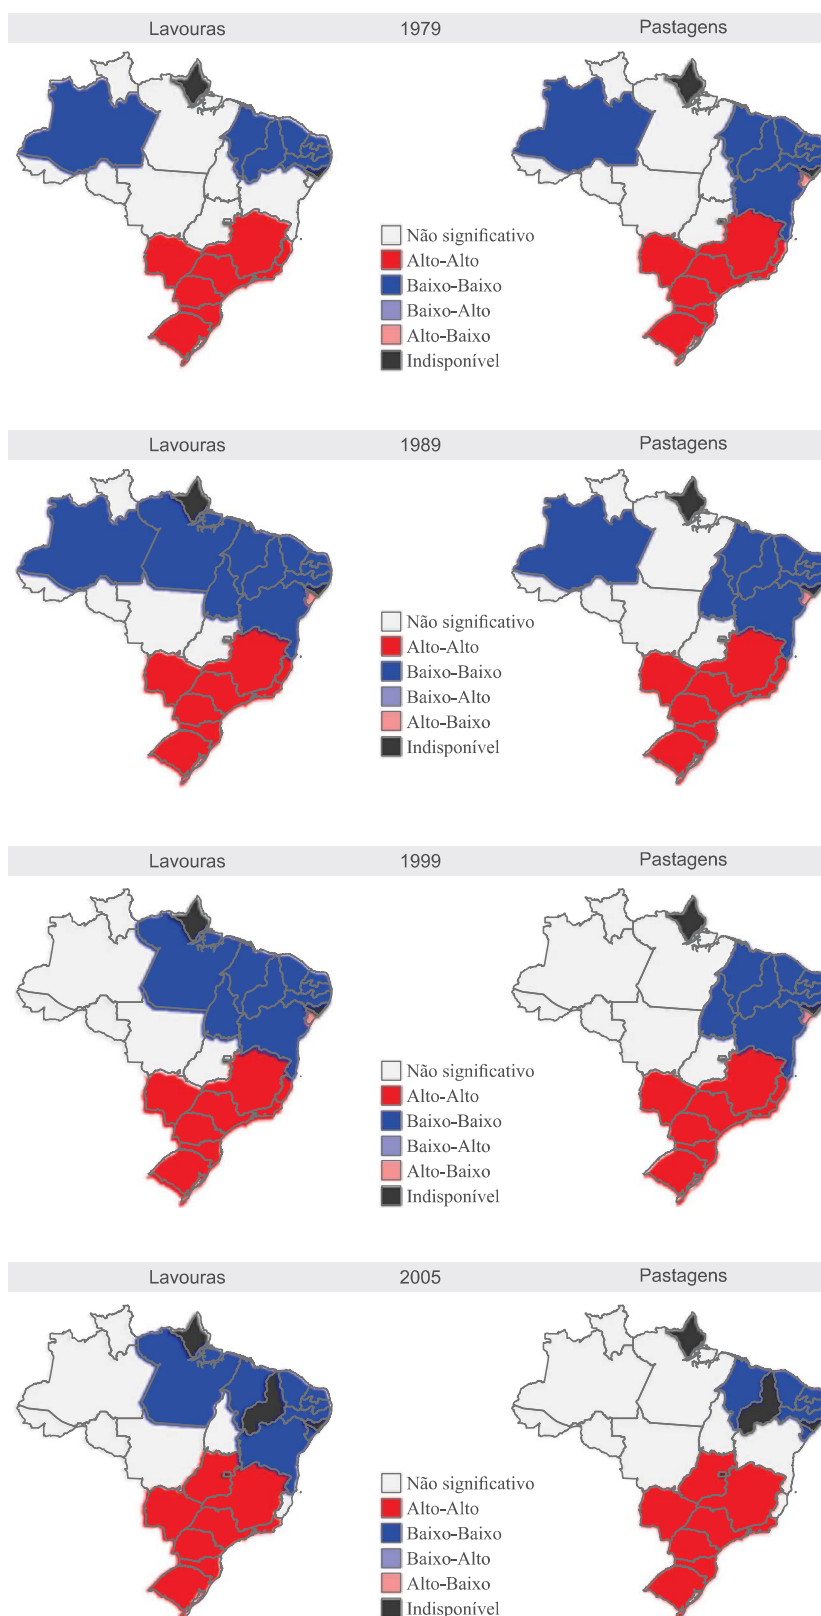 Lavouras 1979 Pastagens
Não significativo
Alto-Alto
Baixo-Baixo
Baixo-Alto
Alto-Baixo
Indisponível
Lavouras 1989 Pastagens
Não significativo
Alto-Alto
Baixo-Baixo
Baixo-Alto
Alto-Baixo
Indisponível
Lavouras 1999 Pastagens
Não significativo
Alto-Alto
Baixo-Baixo
Baixo-Alto
Alto-Baixo
Indisponível
Lavouras 2005 Pastagens
Não significativo
Alto-Alto
Baixo-Baixo
Baixo-Alto
Alto-Baixo
Indisponível